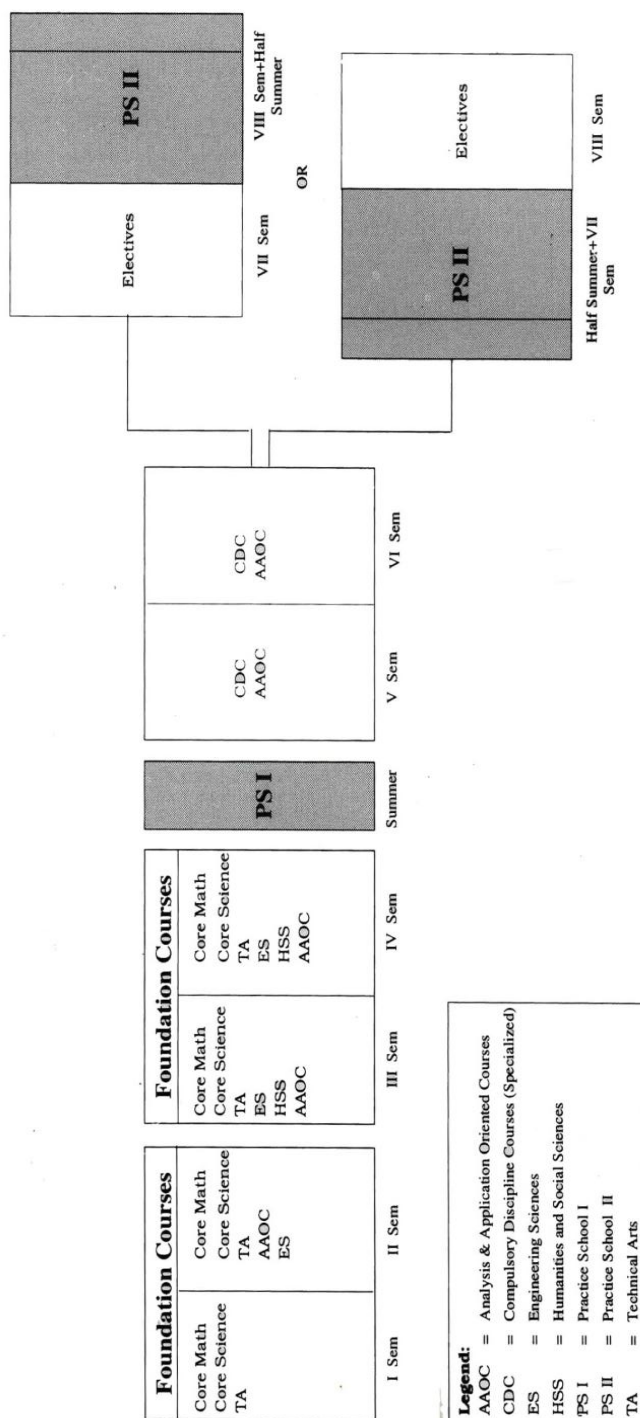 Foundation Courses
Core Math
Core Science
TA
I Sem
Core Math
Core Science
TA
AAOC
ES
II Sem
Foundation Courses
Core Math
Core Science
TA
ES
HSS
AAOC
III Sem
Core Math
Core Science
TA
ES
HSS
AAOC
IV Sem
PS I
Summer
CDC
AAOC
V Sem
CDC
AAOC
VI Sem
Electives
VII Sem
PS II
VIII Sem+Half
Summer
OR
PS II
Half Summer+VII
Sem
Electives
VIII Sem
Legend:
AAOC = Analysis & Application Oriented Courses
CDC = Compulsory Discipline Courses (Specialized)
ES = Engineering Sciences
HSS = Humanities and Social Sciences
PS I = Practice School I
PS II = Practice School II
TA = Technical Arts